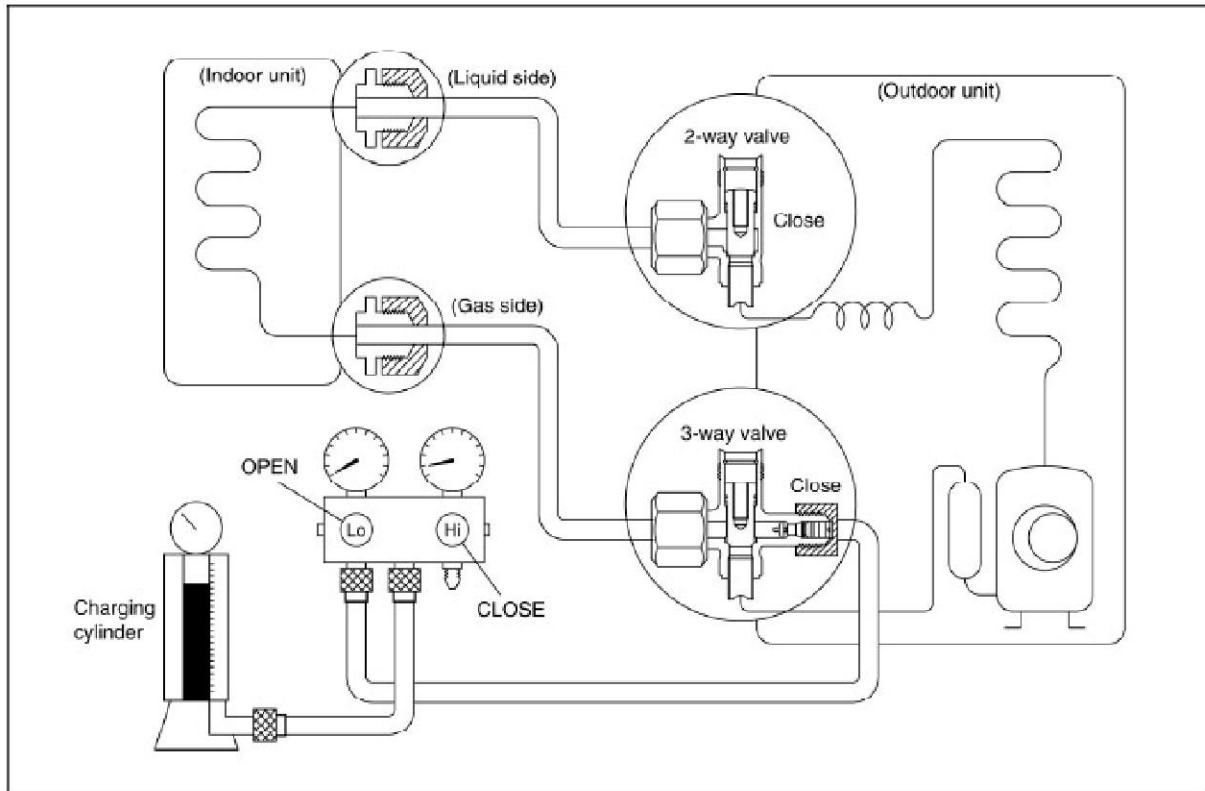 (Indoor unit)
(Liquid side)
(Outdoor unit)
2-way valve
Close
(Gas side)
3-way valve
Close
OPEN
Lo
Hi
CLOSE
Charging
cylinder